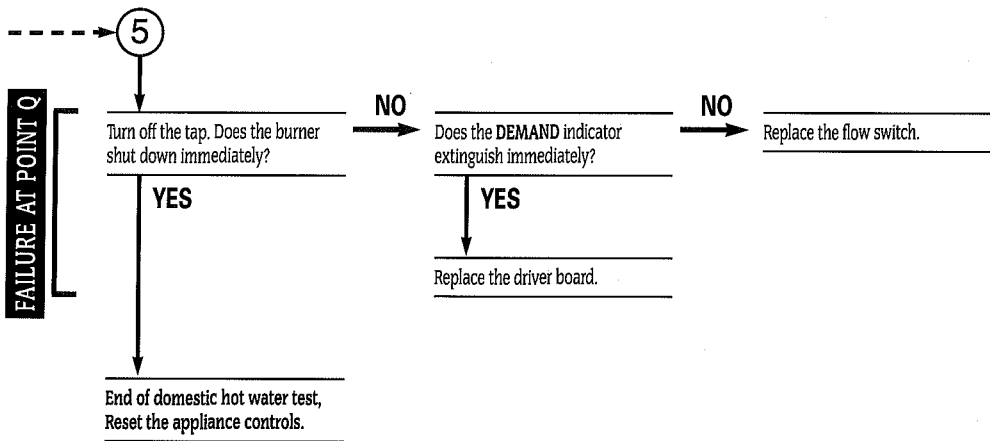 5
FAILURE AT POINT Q
Turn off the tap. Does the burner
shut down immediately?
NO
Does the DEMAND indicator
extinguish immediately?
NO
Replace the flow switch.
YES
YES
Replace the driver board.
End of domestic hot water test,
Reset the appliance controls.